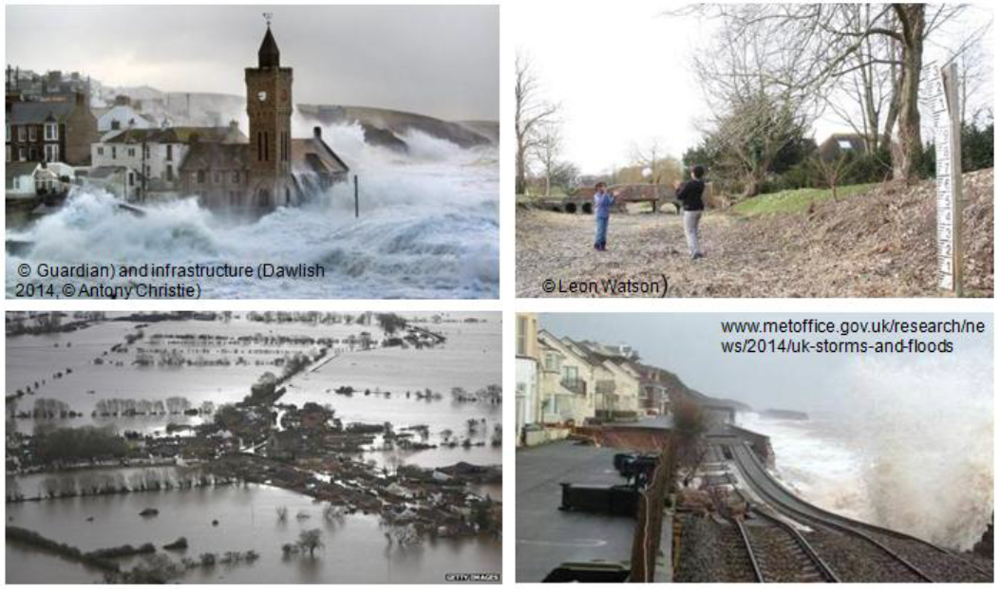 © Guardian) and infrastructure (Dawlish
2014, © Antony Christie)
© Leon Watson)
www.metoffice.gov.uk/research/ne
ws/2014/uk-storms-and-floods
GETTY IMAGES